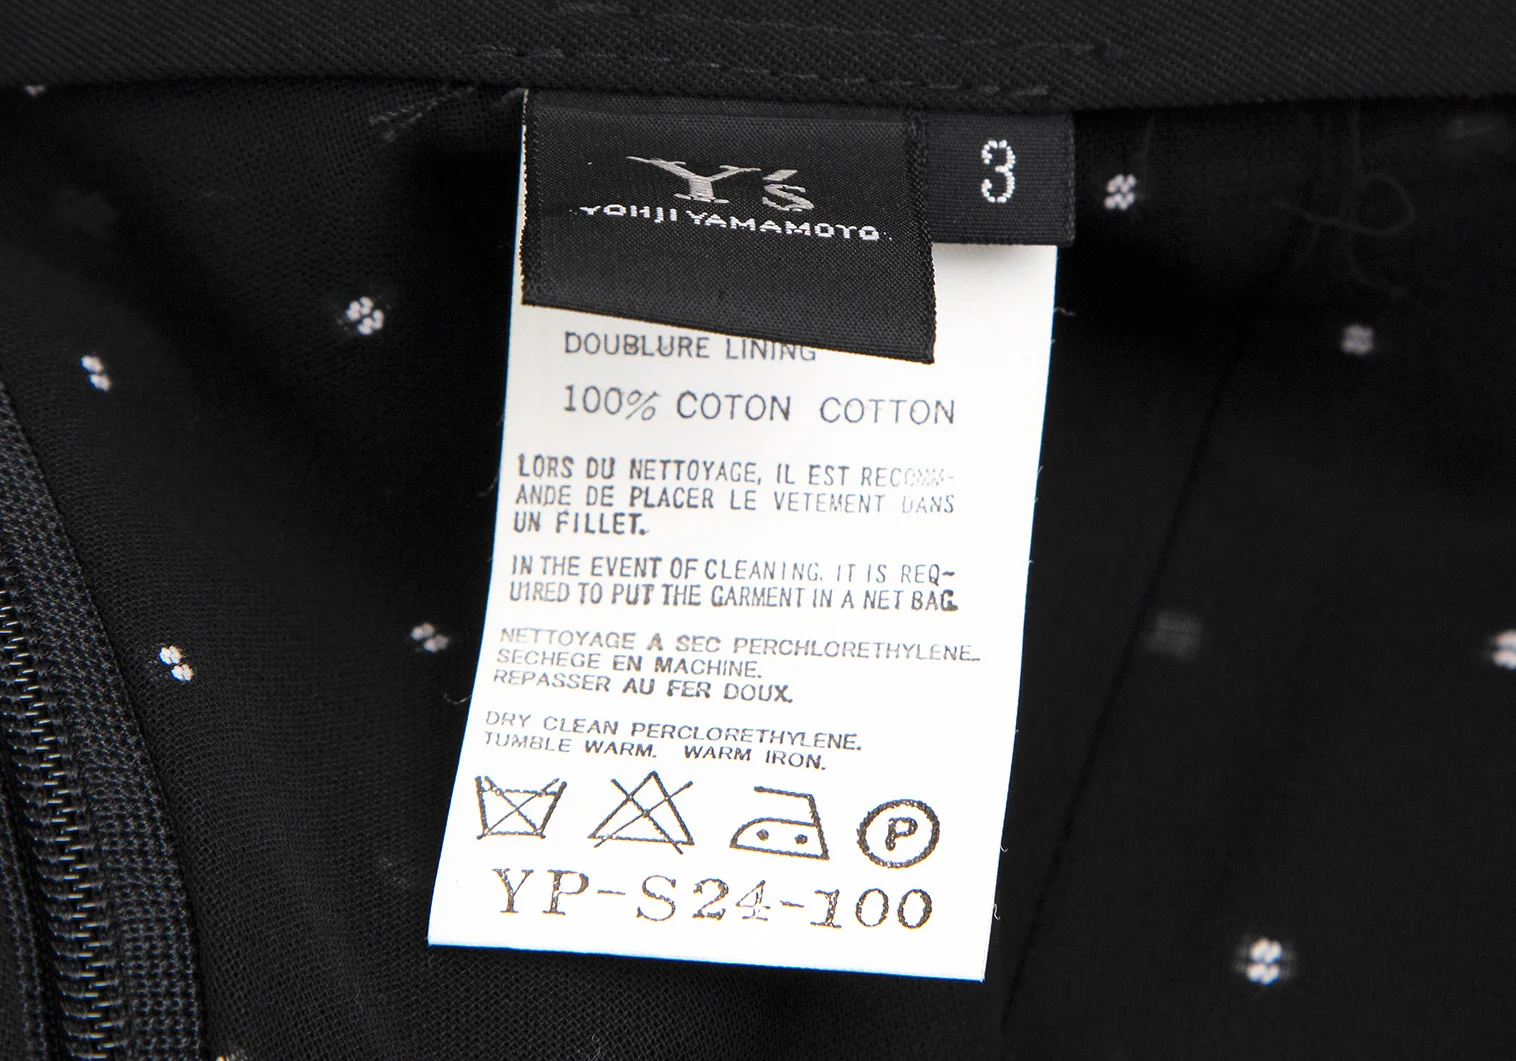 Y's
YOHJI YAMAMOTO
3
DOUBLURE LINING
100% COTON COTTON
LORS DU NETTOYAGE, IL EST RECOMM-
ANDE DE PLACER LE VETEMENT DANS
UN FILLET.
IN THE EVENT OF CLEANING, IT IS REQ-
UIRED TO PUT THE GARMENT IN A NET BAG.
NETTOYAGE A SEC PERCHLORETHYLENE.
SECHEGE EN MACHINE.
REPASSER AU FER DOUX.
DRY CLEAN PERCLORETHYLENE.
TUMBLE WARM. WARM IRON.
P
YP-S24-100